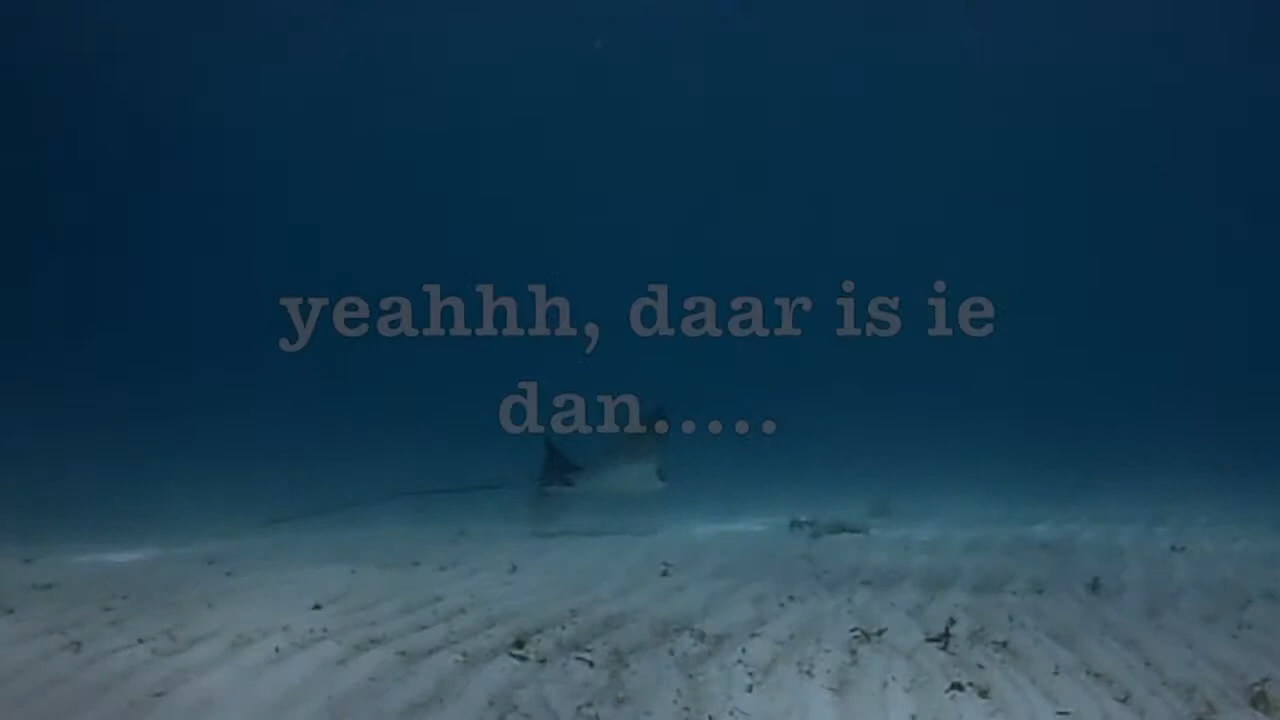 yeahhh, daar is ie
dan.....